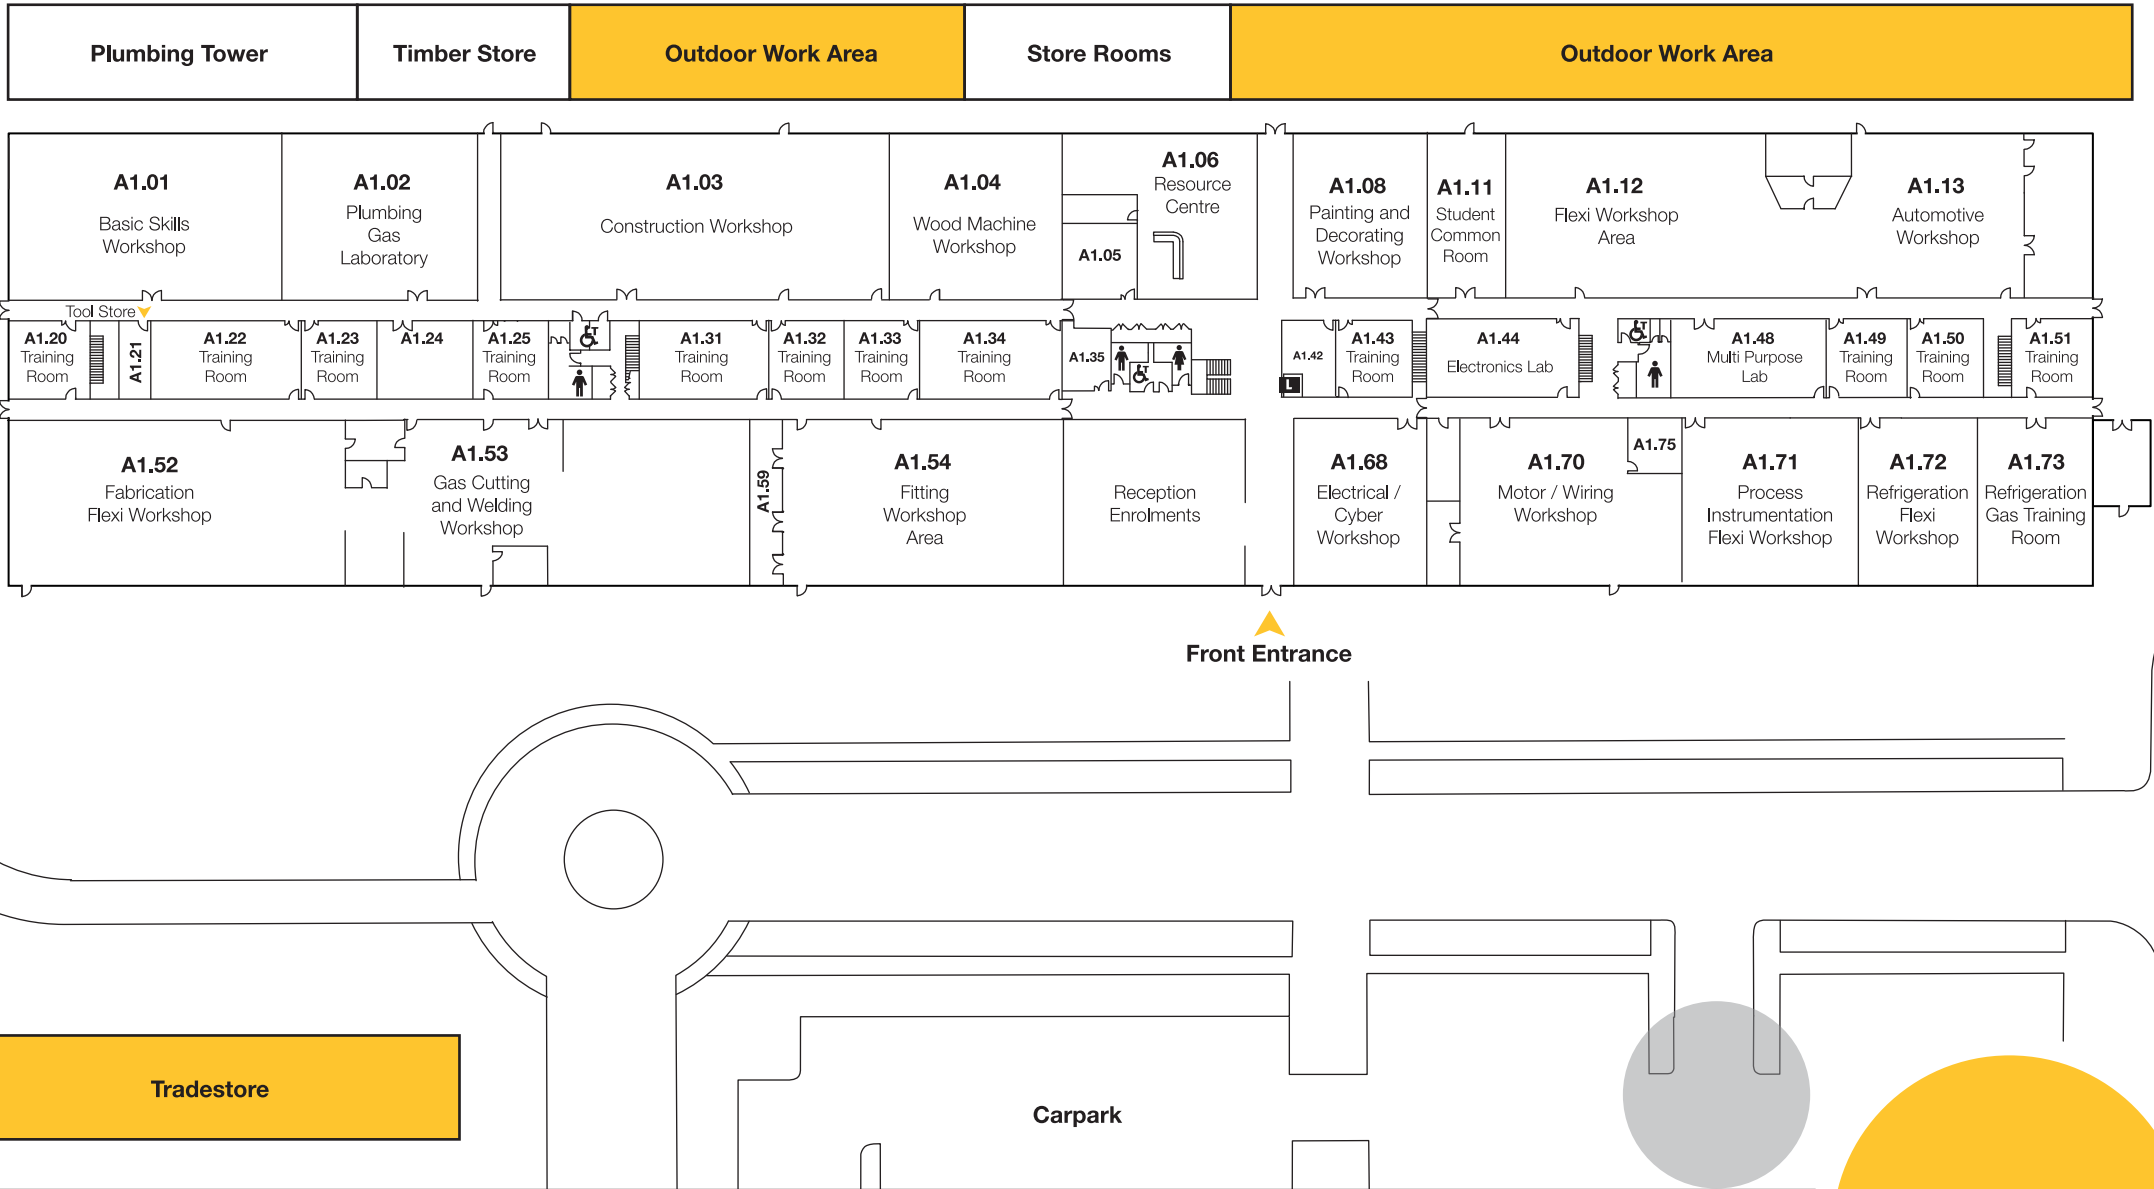 Plumbing Tower
Timber Store
Outdoor Work Area
Store Rooms
Outdoor Work Area
A1.01
Basic Skills
Workshop
A1.02
Plumbing
Gas
Laboratory
A1.03
Construction Workshop
A1.04
Wood Machine
Workshop
A1.05
A1.06
Resource
Centre
A1.08
Painting and
Decorating
Workshop
A1.11
Student
Common
Room
A1.12
Flexi Workshop
Area
A1.13
Automotive
Workshop
Tool Store
A1.20
Training
Room
A1.21
A1.22
Training
Room
A1.23
Training
Room
A1.24
A1.25
Training
Room
T
A1.31
Training
Room
A1.32
Training
Room
A1.33
Training
Room
A1.34
Training
Room
A1.35
T
A1.42
L
A1.43
Training
Room
A1.44
Electronics Lab
T
A1.48
Multi Purpose
Lab
A1.49
Training
Room
A1.50
Training
Room
A1.51
Training
Room
A1.52
Fabrication
Flexi Workshop
A1.53
Gas Cutting
and Welding
Workshop
A1.59
A1.54
Fitting
Workshop
Area
Reception
Enrolments
A1.68
Electrical /
Cyber
Workshop
A1.70
Motor / Wiring
Workshop
A1.75
A1.71
Process
Instrumentation
Flexi Workshop
A1.72
Refrigeration
Flexi
Workshop
A1.73
Refrigeration
Gas Training
Room
Front Entrance
Tradestore
Carpark